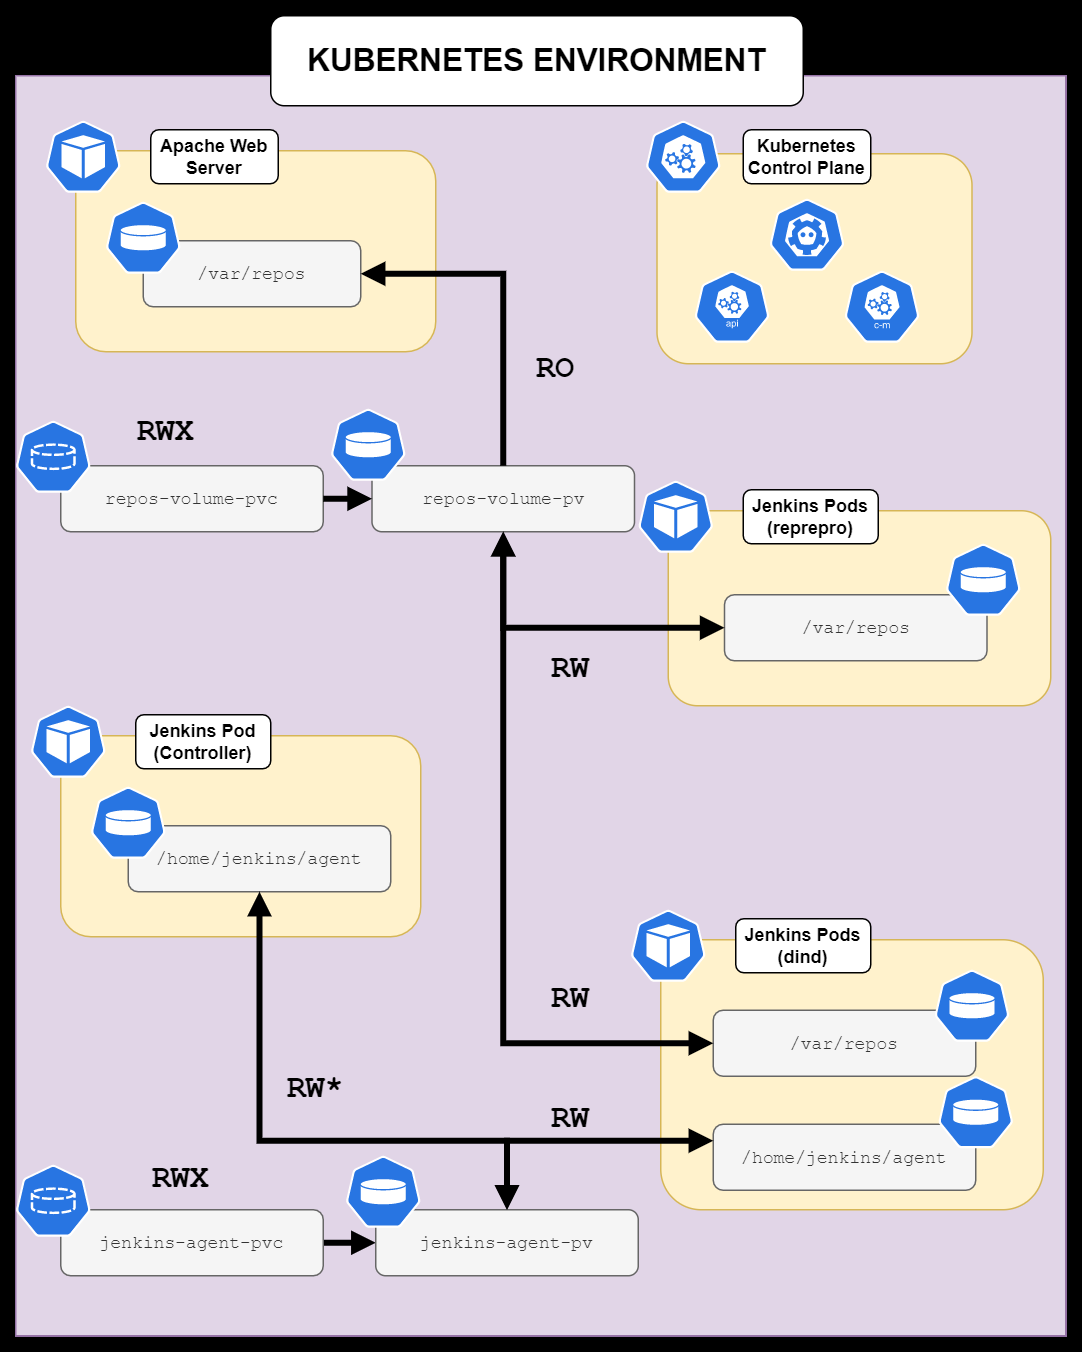 KUBERNETES ENVIRONMENT
Apache Web
Server
/var/repos
Kubernetes
Control Plane
api
c-m
RO
RWX
repos-volume-pvc
repos-volume-pv
Jenkins Pods
(reprepro)
/var/repos
RW
Jenkins Pod
(Controller)
/home/jenkins/agent
Jenkins Pods
(dind)
RW
/var/repos
RW*
RW
/home/jenkins/agent
RWX
jenkins-agent-pvc
jenkins-agent-pv